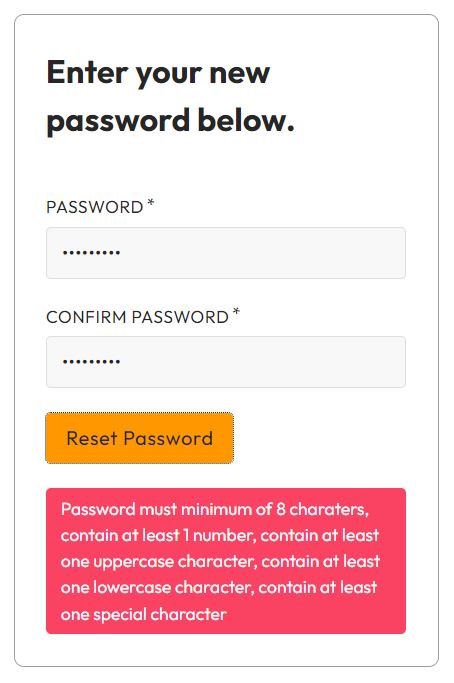 Enter your new
password below.
PASSWORD *
•••••••••
CONFIRM PASSWORD *
•••••••••
Reset Password
Password must minimum of 8 charaters,
contain at least 1 number, contain at least
one uppercase character, contain at least
one lowercase character, contain at least
one special character